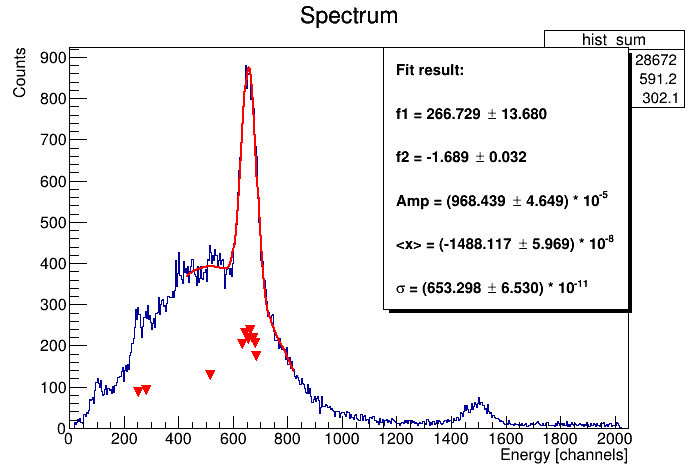 Spectrum
hist_sum
28672
591.2
302.1
Fit result:
f1 = 266.729 ± 13.680
f2 = -1.689 ± 0.032
Amp = (968.439 ± 4.649) * 10^-5
<x> = (-1488.117 ± 5.969) * 10^-8
σ = (653.298 ± 6.530) * 10^-11
Counts
900
800
700
600
500
400
300
200
100
0
0 200 400 600 800 1000 1200 1400 1600 1800 2000
Energy [channels]